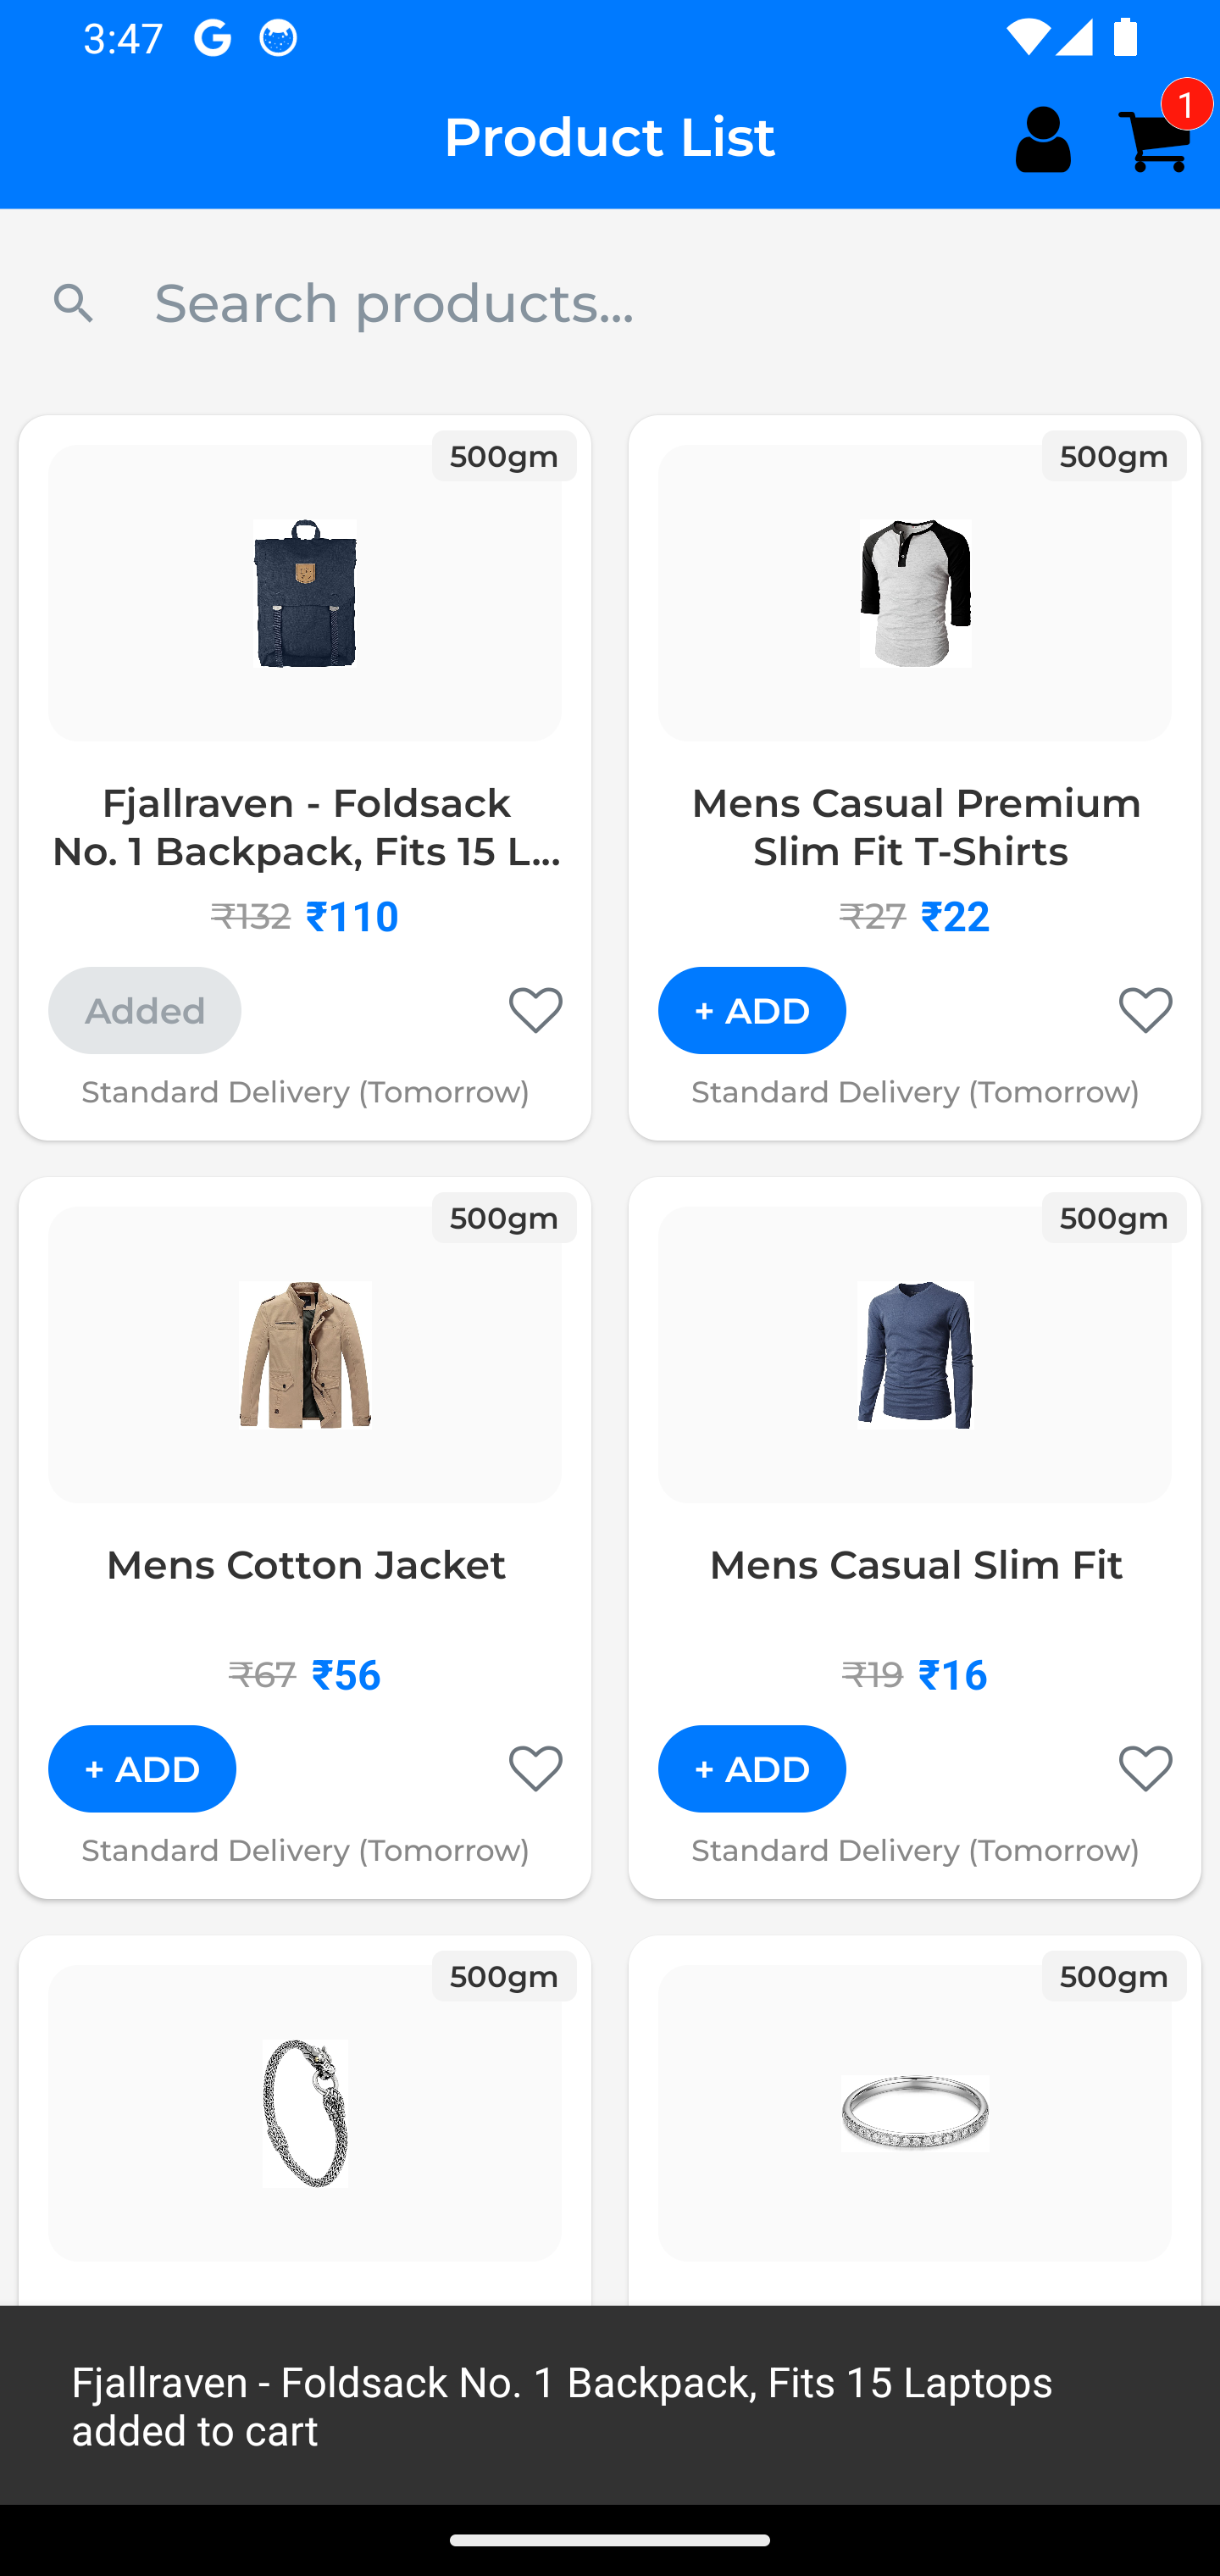 3:47
Product List
1
Search products...
500gm
Fjallraven - Foldsack
No. 1 Backpack, Fits 15 L...
₹132 ₹110
Added
Standard Delivery (Tomorrow)
500gm
Mens Casual Premium
Slim Fit T-Shirts
₹27 ₹22
+ ADD
Standard Delivery (Tomorrow)
500gm
Mens Cotton Jacket
₹67 ₹56
+ ADD
Standard Delivery (Tomorrow)
500gm
Mens Casual Slim Fit
₹19 ₹16
+ ADD
Standard Delivery (Tomorrow)
500gm
500gm
Fjallraven - Foldsack No. 1 Backpack, Fits 15 Laptops
added to cart